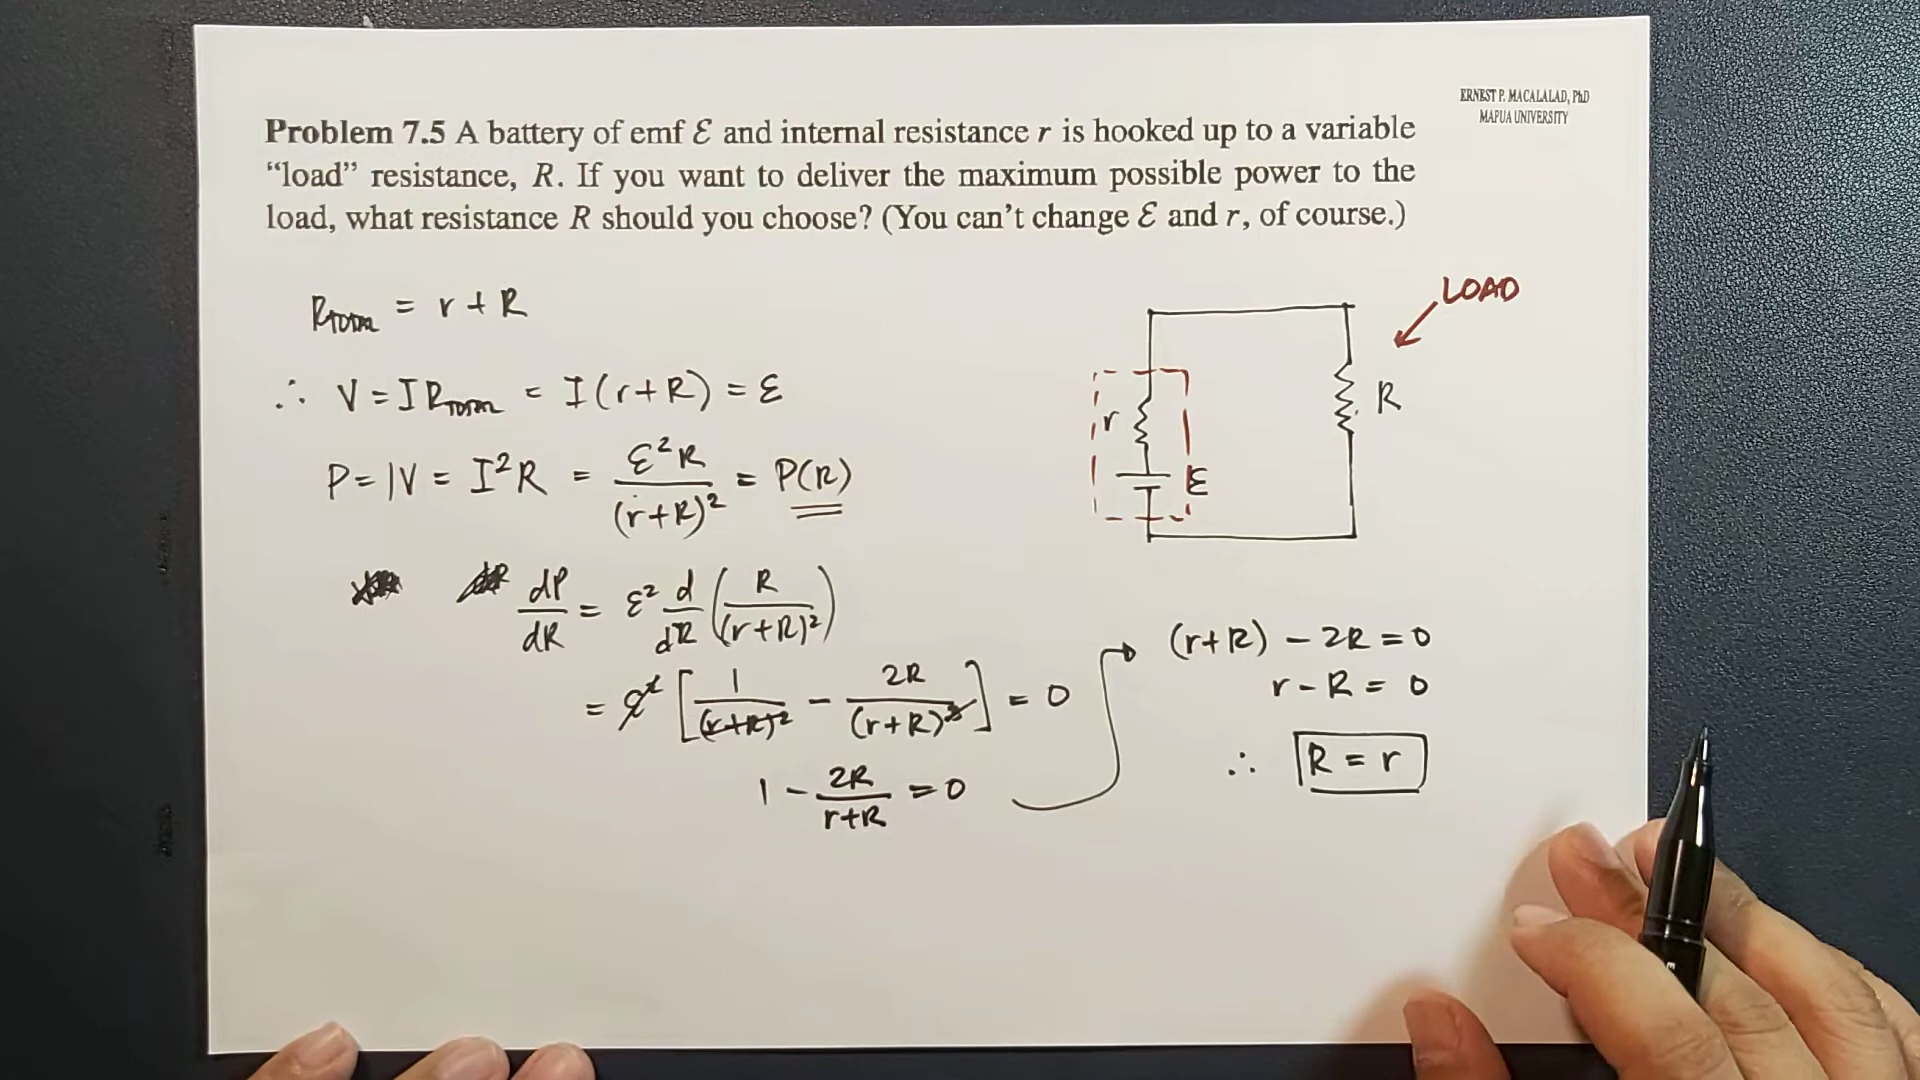 ERNEST P. MACALALAD, PhD
MAPUA UNIVERSITY
Problem 7.5 A battery of emf ℰ and internal resistance r is hooked up to a variable
“load” resistance, R. If you want to deliver the maximum possible power to the
load, what resistance R should you choose? (You can’t change ℰ and r, of course.)
R_TOTAL = r + R
∴ V = I R_TOTAL = I(r+R) = ℰ
P = IV = I²R = ℰ²R/(r+R)² = P(R)
dP/dR = ℰ² d/dR (R/(r+R)²)
= ℰ² [1/(r+R)² − 2R/(r+R)³] = 0
1 − 2R/(r+R) = 0
LOAD
r
ℰ
R
(r+R) − 2R = 0
r − R = 0
∴ R = r